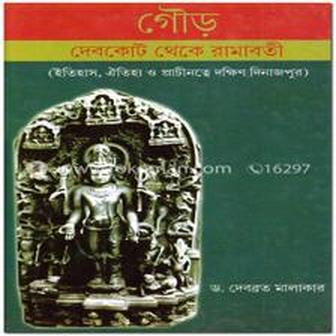 গৌড়
দেবকোট থেকে রামাবতী
(ইতিহাস, ঐতিহ্য ও প্রাচীনত্বে দক্ষিণ দিনাজপুর)
16297
ড. দেবব্রত মালাকার